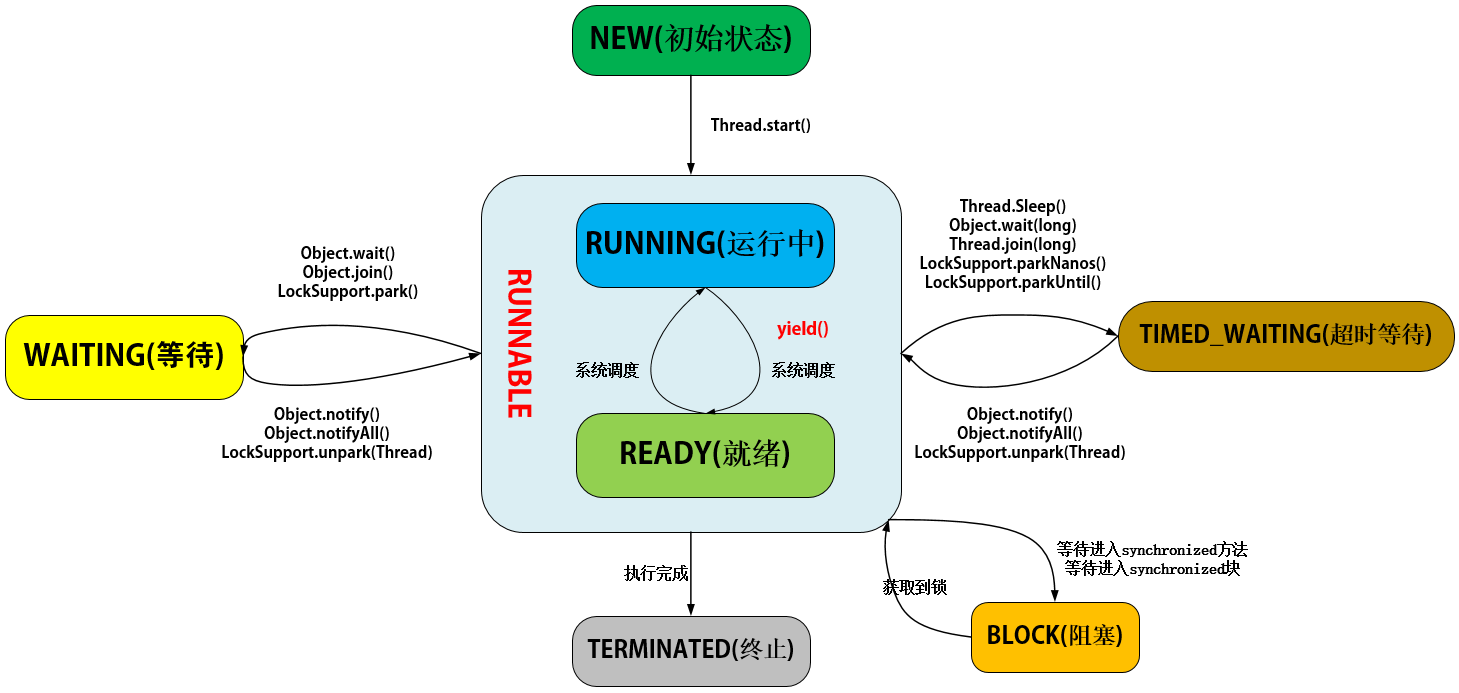 NEW(初始状态)
Thread.start()
RUNNING(运行中)
Thread.Sleep()
Object.wait(long)
Thread.join(long)
LockSupport.parkNanos()
LockSupport.parkUntil()
Object.wait()
Object.join()
LockSupport.park()
RUNNABLE
yield()
WAITING(等待)
TIMED_WAITING(超时等待)
系统调度
系统调度
Object.notify()
Object.notifyAll()
LockSupport.unpark(Thread)
READY(就绪)
Object.notify()
Object.notifyAll()
LockSupport.unpark(Thread)
执行完成
等待进入synchronized方法
等待进入synchronized块
获取到锁
TERMINATED(终止)
BLOCK(阻塞)